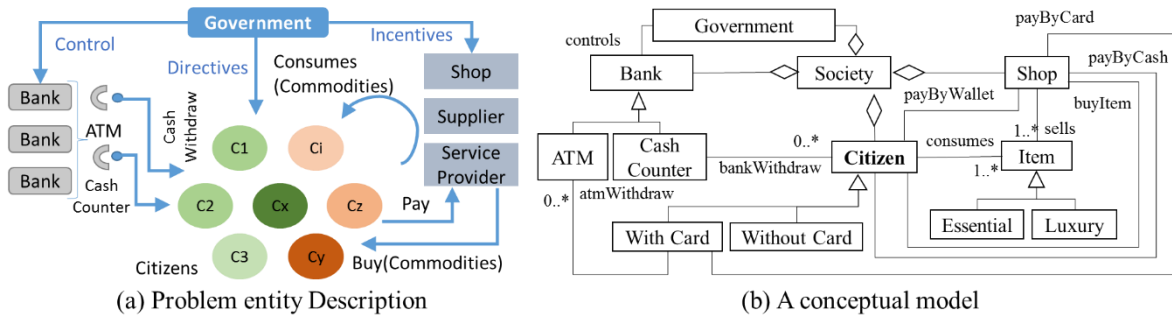 Government
Control
Incentives
Directives
Consumes
(Commodities)
Shop
Supplier
Service
Provider
Bank
Bank
Bank
ATM
Cash
Withdraw
Cash
Counter
C1
Ci
C2
Cx
Cz
C3
Cy
Pay
Citizens
Buy(Commodities)
(a) Problem entity Description
Government
controls
Bank
Society
Shop
payByCard
payByCash
payByWallet
buyItem
1..* sells
ATM
Cash
Counter
0..*
bankWithdraw
Citizen
consumes
Item
1..*
0..*
atmWithdraw
With Card
Without Card
Essential
Luxury
(b) A conceptual model